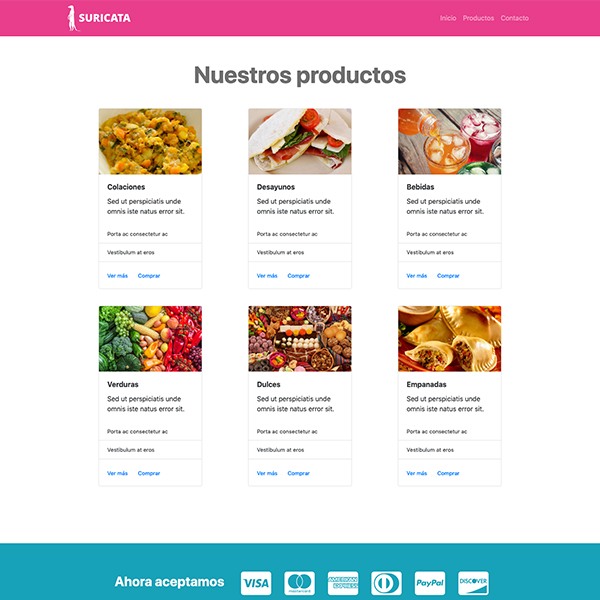 SURICATA
Inicio Productos Contacto
Nuestros productos
Colaciones
Sed ut perspiciatis unde
omnis iste natus error sit.
Porta ac consectetur ac
Vestibulum at eros
Ver más Comprar
Desayunos
Sed ut perspiciatis unde
omnis iste natus error sit.
Porta ac consectetur ac
Vestibulum at eros
Ver más Comprar
Bebidas
Sed ut perspiciatis unde
omnis iste natus error sit.
Porta ac consectetur ac
Vestibulum at eros
Ver más Comprar
Verduras
Sed ut perspiciatis unde
omnis iste natus error sit.
Porta ac consectetur ac
Vestibulum at eros
Ver más Comprar
Dulces
Sed ut perspiciatis unde
omnis iste natus error sit.
Porta ac consectetur ac
Vestibulum at eros
Ver más Comprar
Empanadas
Sed ut perspiciatis unde
omnis iste natus error sit.
Porta ac consectetur ac
Vestibulum at eros
Ver más Comprar
Ahora aceptamos
VISA
mastercard
AMERICAN
EXPRESS
PayPal
DISCOVER